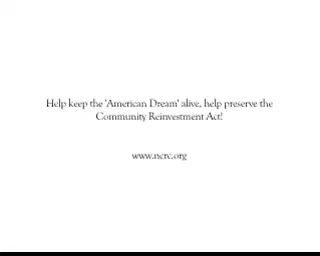 Help keep the 'American Dream' alive, help preserve the
Community Reinvestment Act!
www.ncrc.org